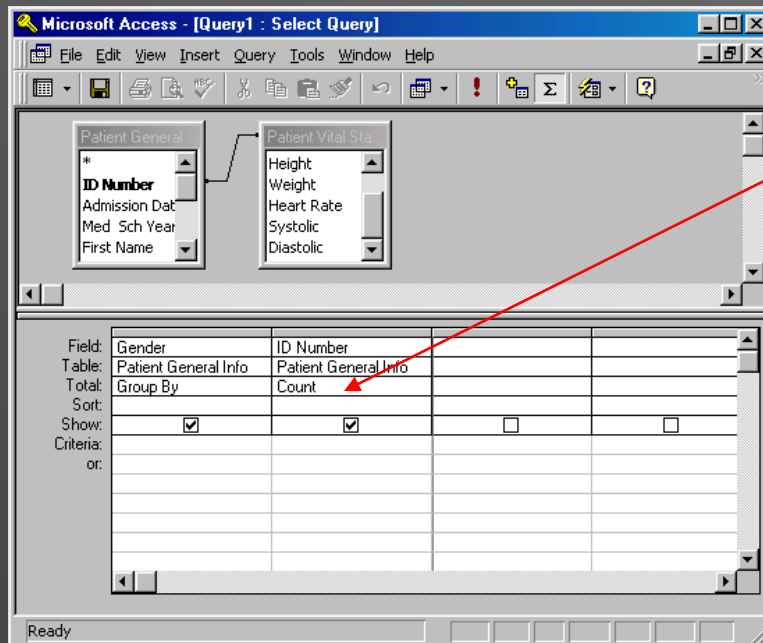 Microsoft Access - [Query1 : Select Query]
File Edit View Insert Query Tools Window Help
Patient General ...
*
ID Number
Admission Dat
Med Sch Year
First Name
Patient Vital Sta...
Height
Weight
Heart Rate
Systolic
Diastolic
Field: Gender ID Number
Table: Patient General Info Patient General Info
Total: Group By Count
Sort:
Show:
Criteria:
or:
Ready